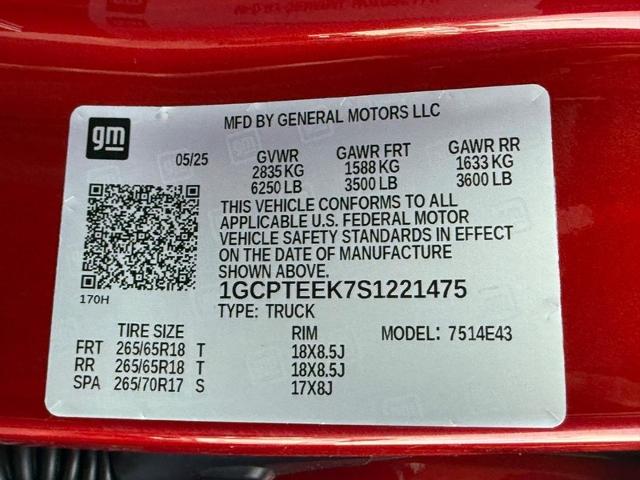 gm
MFD BY GENERAL MOTORS LLC
05/25 GVWR GAWR FRT GAWR RR
2835 KG 1588 KG 1633 KG
6250 LB 3500 LB 3600 LB
THIS VEHICLE CONFORMS TO ALL
APPLICABLE U.S. FEDERAL MOTOR
VEHICLE SAFETY STANDARDS IN EFFECT
ON THE DATE OF MANUFACTURE
SHOWN ABOVE.
170H
1GCPTEEK7S1221475
TYPE: TRUCK
TIRE SIZE RIM MODEL: 7514E43
FRT 265/65R18 T 18X8.5J
RR 265/65R18 T 18X8.5J
SPA 265/70R17 S 17X8J